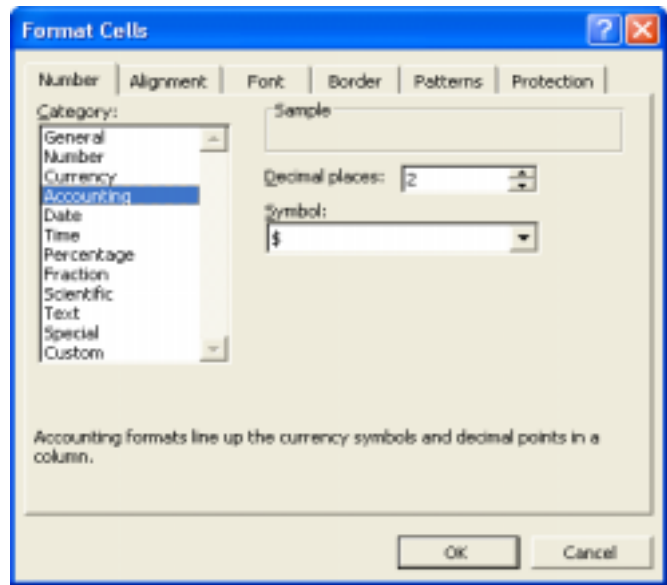 Format Cells
Number Alignment Font Border Patterns Protection
Category:
General
Number
Currency
Accounting
Date
Time
Percentage
Fraction
Scientific
Text
Special
Custom
Sample
Decimal places: 2
Symbol:
$
Accounting formats line up the currency symbols and decimal points in a
column.
OK Cancel